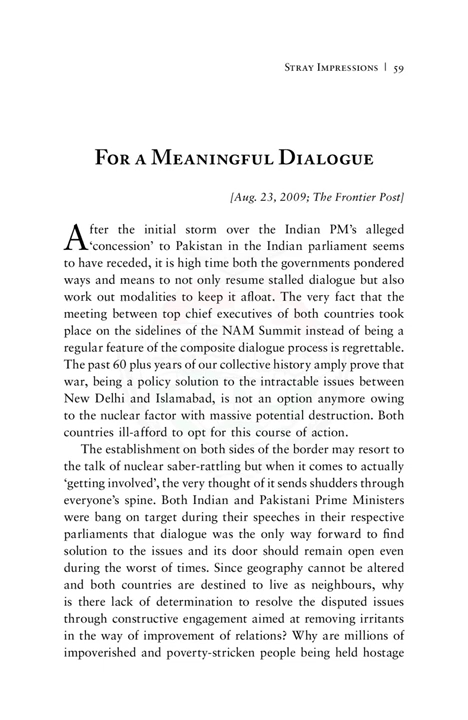 Stray Impressions | 59
For a Meaningful Dialogue
[Aug. 23, 2009; The Frontier Post]
After the initial storm over the Indian PM's alleged
'concession' to Pakistan in the Indian parliament seems
to have receded, it is high time both the governments pondered
ways and means to not only resume stalled dialogue but also
work out modalities to keep it afloat. The very fact that the
meeting between top chief executives of both countries took
place on the sidelines of the NAM Summit instead of being a
regular feature of the composite dialogue process is regrettable.
The past 60 plus years of our collective history amply prove that
war, being a policy solution to the intractable issues between
New Delhi and Islamabad, is not an option anymore owing
to the nuclear factor with massive potential destruction. Both
countries ill-afford to opt for this course of action.
The establishment on both sides of the border may resort to
the talk of nuclear saber-rattling but when it comes to actually
'getting involved', the very thought of it sends shudders through
everyone's spine. Both Indian and Pakistani Prime Ministers
were bang on target during their speeches in their respective
parliaments that dialogue was the only way forward to find
solution to the issues and its door should remain open even
during the worst of times. Since geography cannot be altered
and both countries are destined to live as neighbours, why
is there lack of determination to resolve the disputed issues
through constructive engagement aimed at removing irritants
in the way of improvement of relations? Why are millions of
impoverished and poverty-stricken people being held hostage